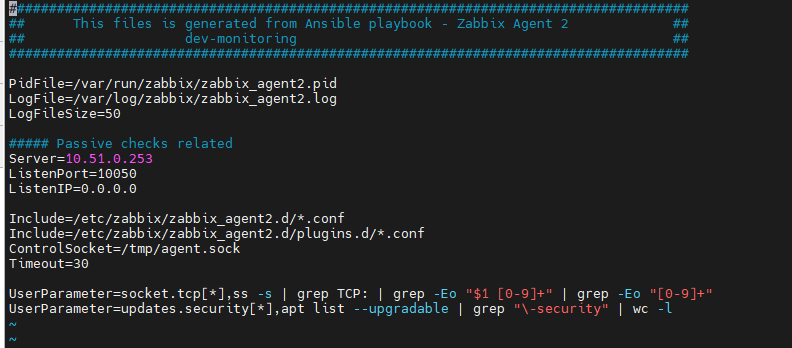 #######################################################################################
##      This files is generated from Ansible playbook - Zabbix Agent 2             ##
##                    dev-monitoring                                               ##
#######################################################################################
PidFile=/var/run/zabbix/zabbix_agent2.pid
LogFile=/var/log/zabbix/zabbix_agent2.log
LogFileSize=50
##### Passive checks related
Server=10.51.0.253
ListenPort=10050
ListenIP=0.0.0.0
Include=/etc/zabbix/zabbix_agent2.d/*.conf
Include=/etc/zabbix/zabbix_agent2.d/plugins.d/*.conf
ControlSocket=/tmp/agent.sock
Timeout=30
UserParameter=socket.tcp[*],ss -s | grep TCP: | grep -Eo "$1 [0-9]+" | grep -Eo "[0-9]+"
UserParameter=updates.security[*],apt list --upgradable | grep "\-security" | wc -l
~
~